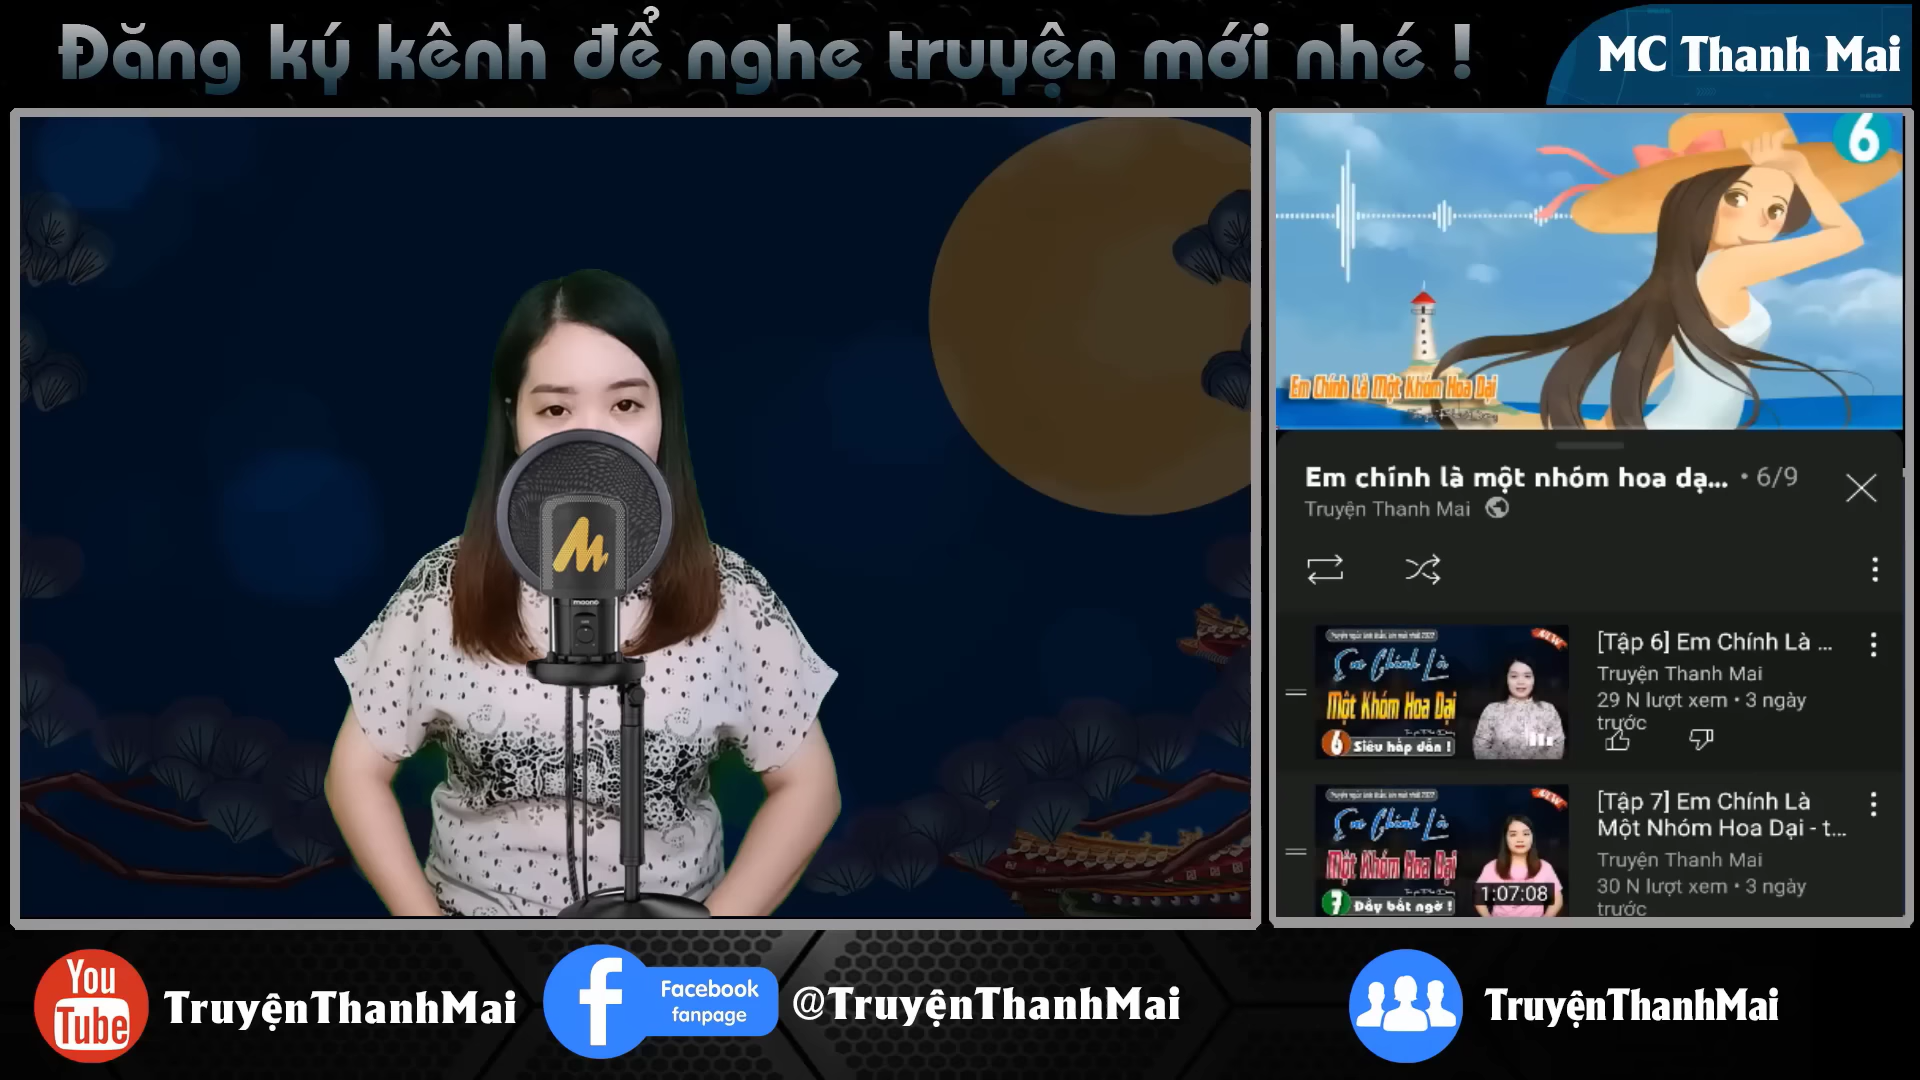 Đăng ký kênh để nghe truyện mới nhé !
MC Thanh Mai
6
Em Chính Là Một Khóm Hoa Dại
maono
Em chính là một nhóm hoa dạ... • 6/9
Truyện Thanh Mai
Em Chính Là
Một Khóm Hoa Dại
6 Siêu hấp dẫn !
NEW
[Tập 6] Em Chính Là ...
Truyện Thanh Mai
29 N lượt xem • 3 ngày
trước
Em Chính Là
Một Khóm Hoa Dại
7 Đầy bất ngờ !
NEW
1:07:08
[Tập 7] Em Chính Là
Một Nhóm Hoa Dại - t...
Truyện Thanh Mai
30 N lượt xem • 3 ngày
trước
You
Tube
TruyệnThanhMai
Facebook
fanpage
@TruyệnThanhMai
TruyệnThanhMai